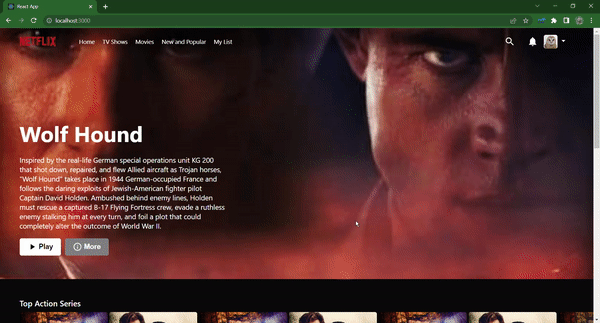 React App
localhost:3000
NETFLIX Home TV Shows Movies New and Popular My List
Wolf Hound
Inspired by the real-life German special operations unit KG 200
that shot down, repaired, and flew Allied aircraft as Trojan horses,
"Wolf Hound" takes place in 1944 German-occupied France and
follows the daring exploits of Jewish-American fighter pilot
Captain David Holden. Ambushed behind enemy lines, Holden
must rescue a captured B-17 Flying Fortress crew, evade a ruthless
enemy stalking him at every turn, and foil a plot that could
completely alter the outcome of World War II.
Play More
Top Action Series